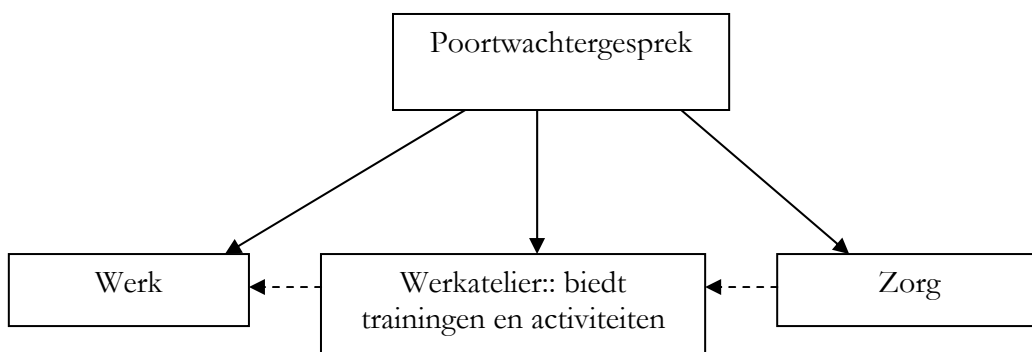 Poortwachtergesprek
Werk
Werkatelier:: biedt
trainingen en activiteiten
Zorg